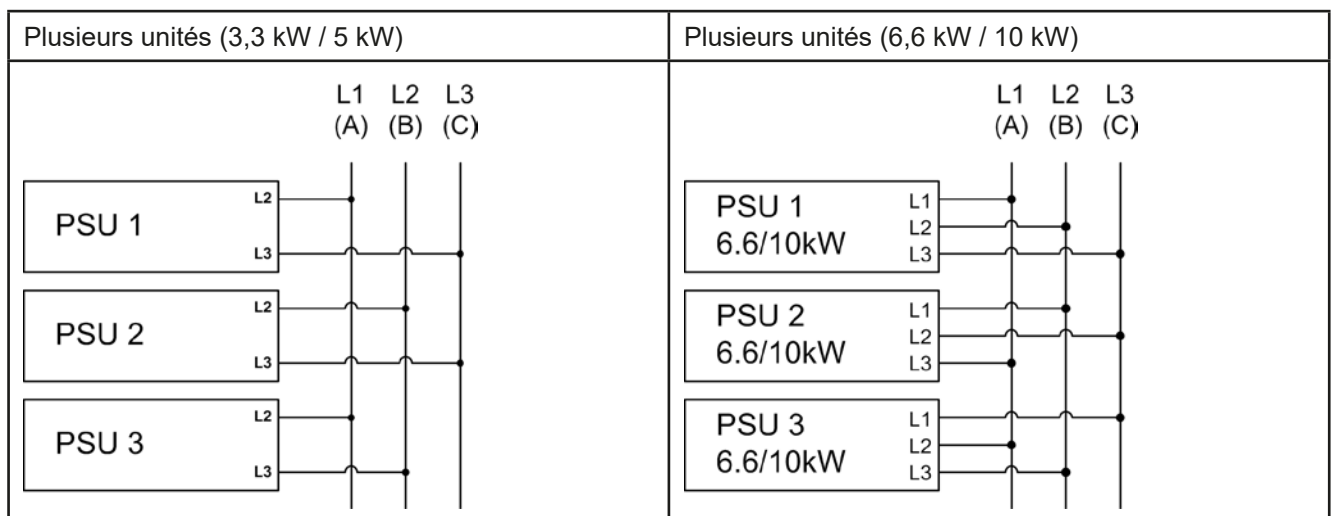 Plusieurs unités (3,3 kW / 5 kW)
L1 L2 L3
(A) (B) (C)
L2
PSU 1
L3
L2
PSU 2
L3
L2
PSU 3
L3
Plusieurs unités (6,6 kW / 10 kW)
L1 L2 L3
(A) (B) (C)
PSU 1 L1
L2
6.6/10kW L3
PSU 2 L1
L2
6.6/10kW L3
PSU 3 L1
L2
6.6/10kW L3